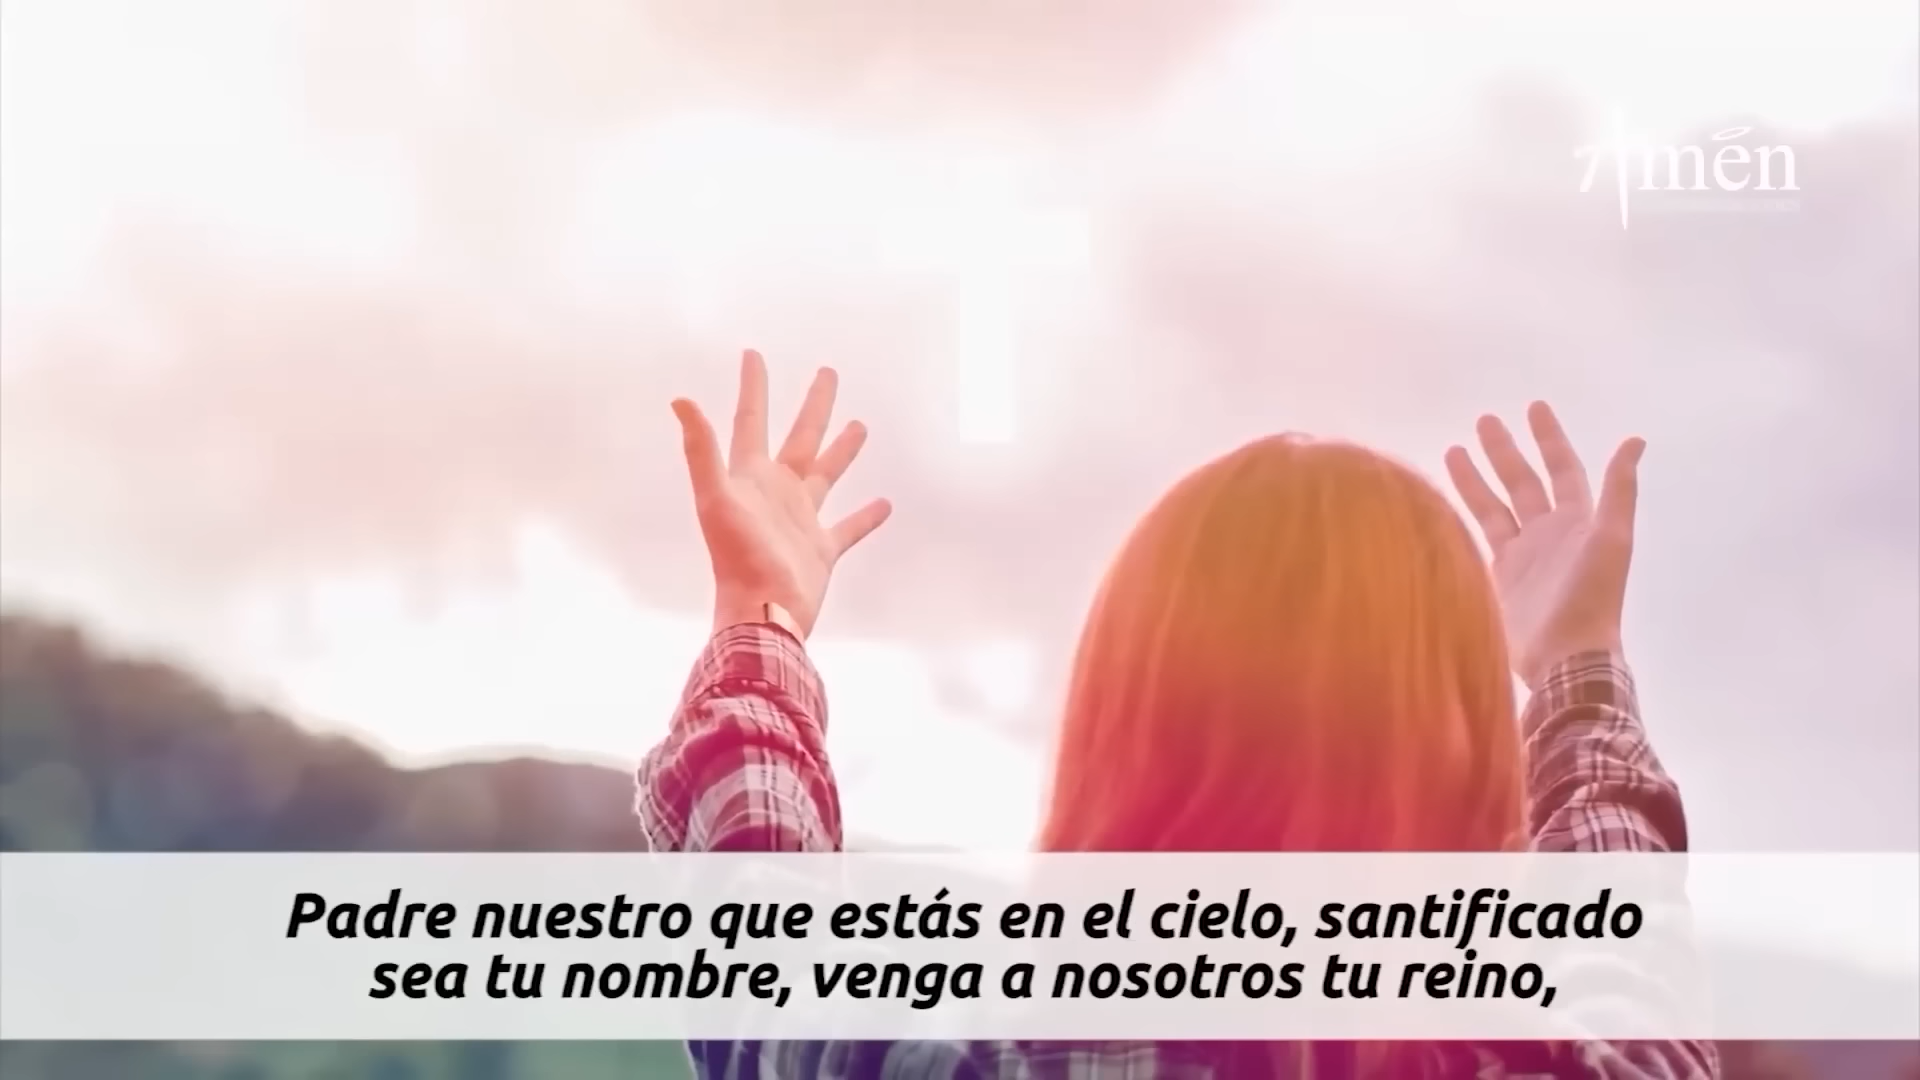 Amén
Padre nuestro que estás en el cielo, santificado
sea tu nombre, venga a nosotros tu reino,